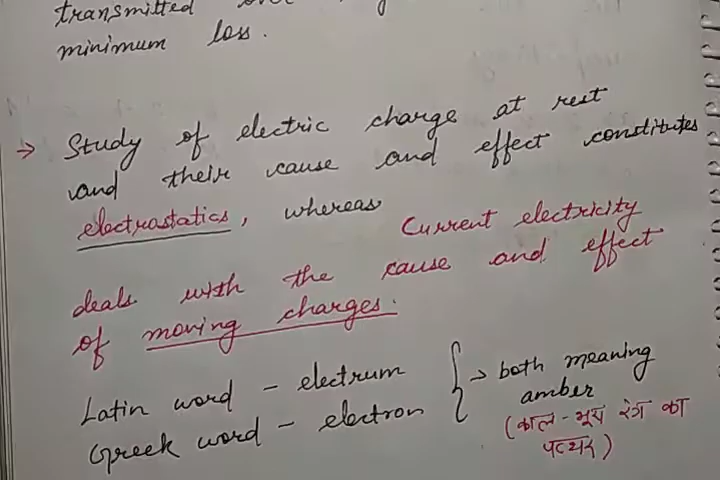 transmitted
minimum loss.
→ Study of electric charge at rest
and their cause and effect constitutes
electrostatics, whereas Current electricity
deals with the cause and effect
of moving charges.
Latin word - electrum
Greek word - electron
} → both meaning
amber
(काल - भूरा रंग का
पत्थर)